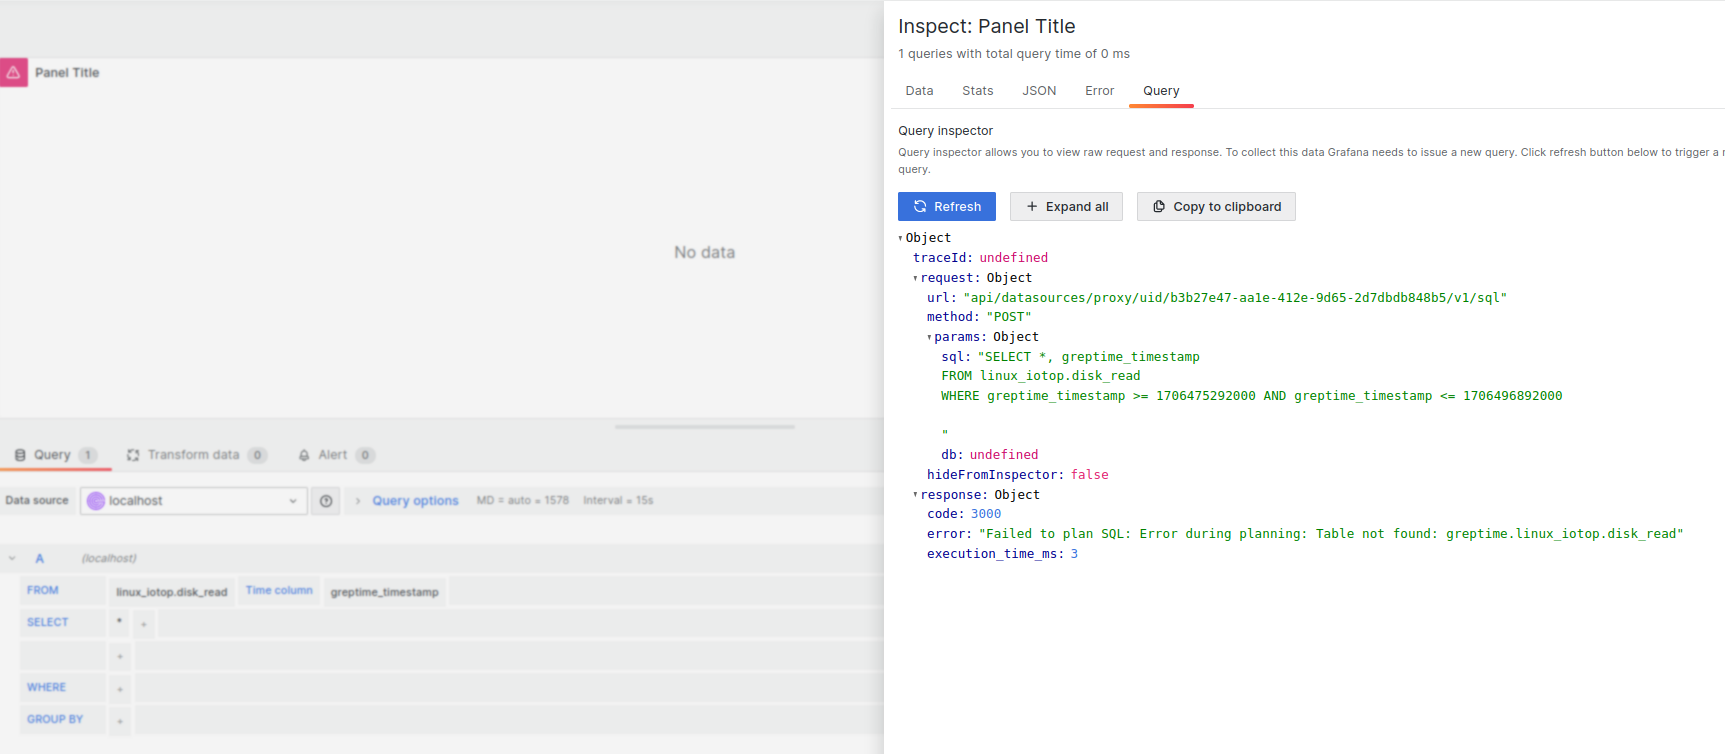 Panel Title
No data
Query 1 Transform data 0 Alert 0
Data source localhost Query options MD = auto = 1578 Interval = 15s
A (localhost)
FROM linux_iotop.disk_read Time column greptime_timestamp
SELECT * +
+
WHERE +
GROUP BY +
Inspect: Panel Title
1 queries with total query time of 0 ms
Data Stats JSON Error Query
Query inspector
Query inspector allows you to view raw request and response. To collect this data Grafana needs to issue a new query. Click refresh button below to trigger a
query.
Refresh Expand all Copy to clipboard
Object
traceId: undefined
request: Object
url: "api/datasources/proxy/uid/b3b27e47-aa1e-412e-9d65-2d7dbdb848b5/v1/sql"
method: "POST"
params: Object
sql: "SELECT *, greptime_timestamp
FROM linux_iotop.disk_read
WHERE greptime_timestamp >= 1706475292000 AND greptime_timestamp <= 1706496892000
"
db: undefined
hideFromInspector: false
response: Object
code: 3000
error: "Failed to plan SQL: Error during planning: Table not found: greptime.linux_iotop.disk_read"
execution_time_ms: 3